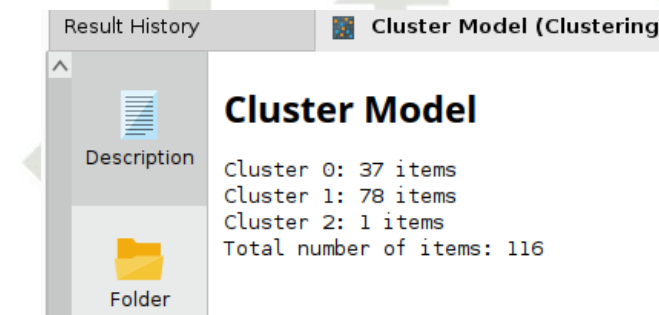 Result History
Cluster Model (Clustering
Description
Cluster Model
Cluster 0: 37 items
Cluster 1: 78 items
Cluster 2: 1 items
Total number of items: 116
Folder